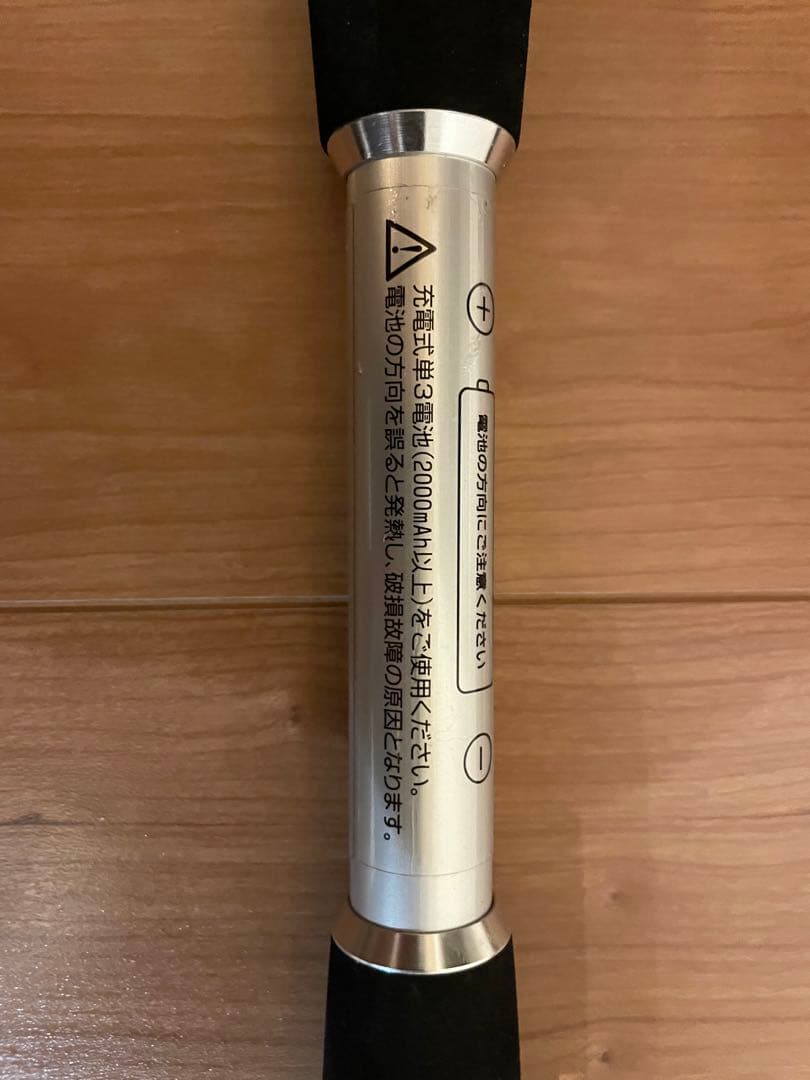 ⚠ 充電式単3電池(2000mAh以上)をご使用ください。
電池の方向を誤ると発熱し、破損故障の原因となります。
+
電池の方向にご注意ください
−